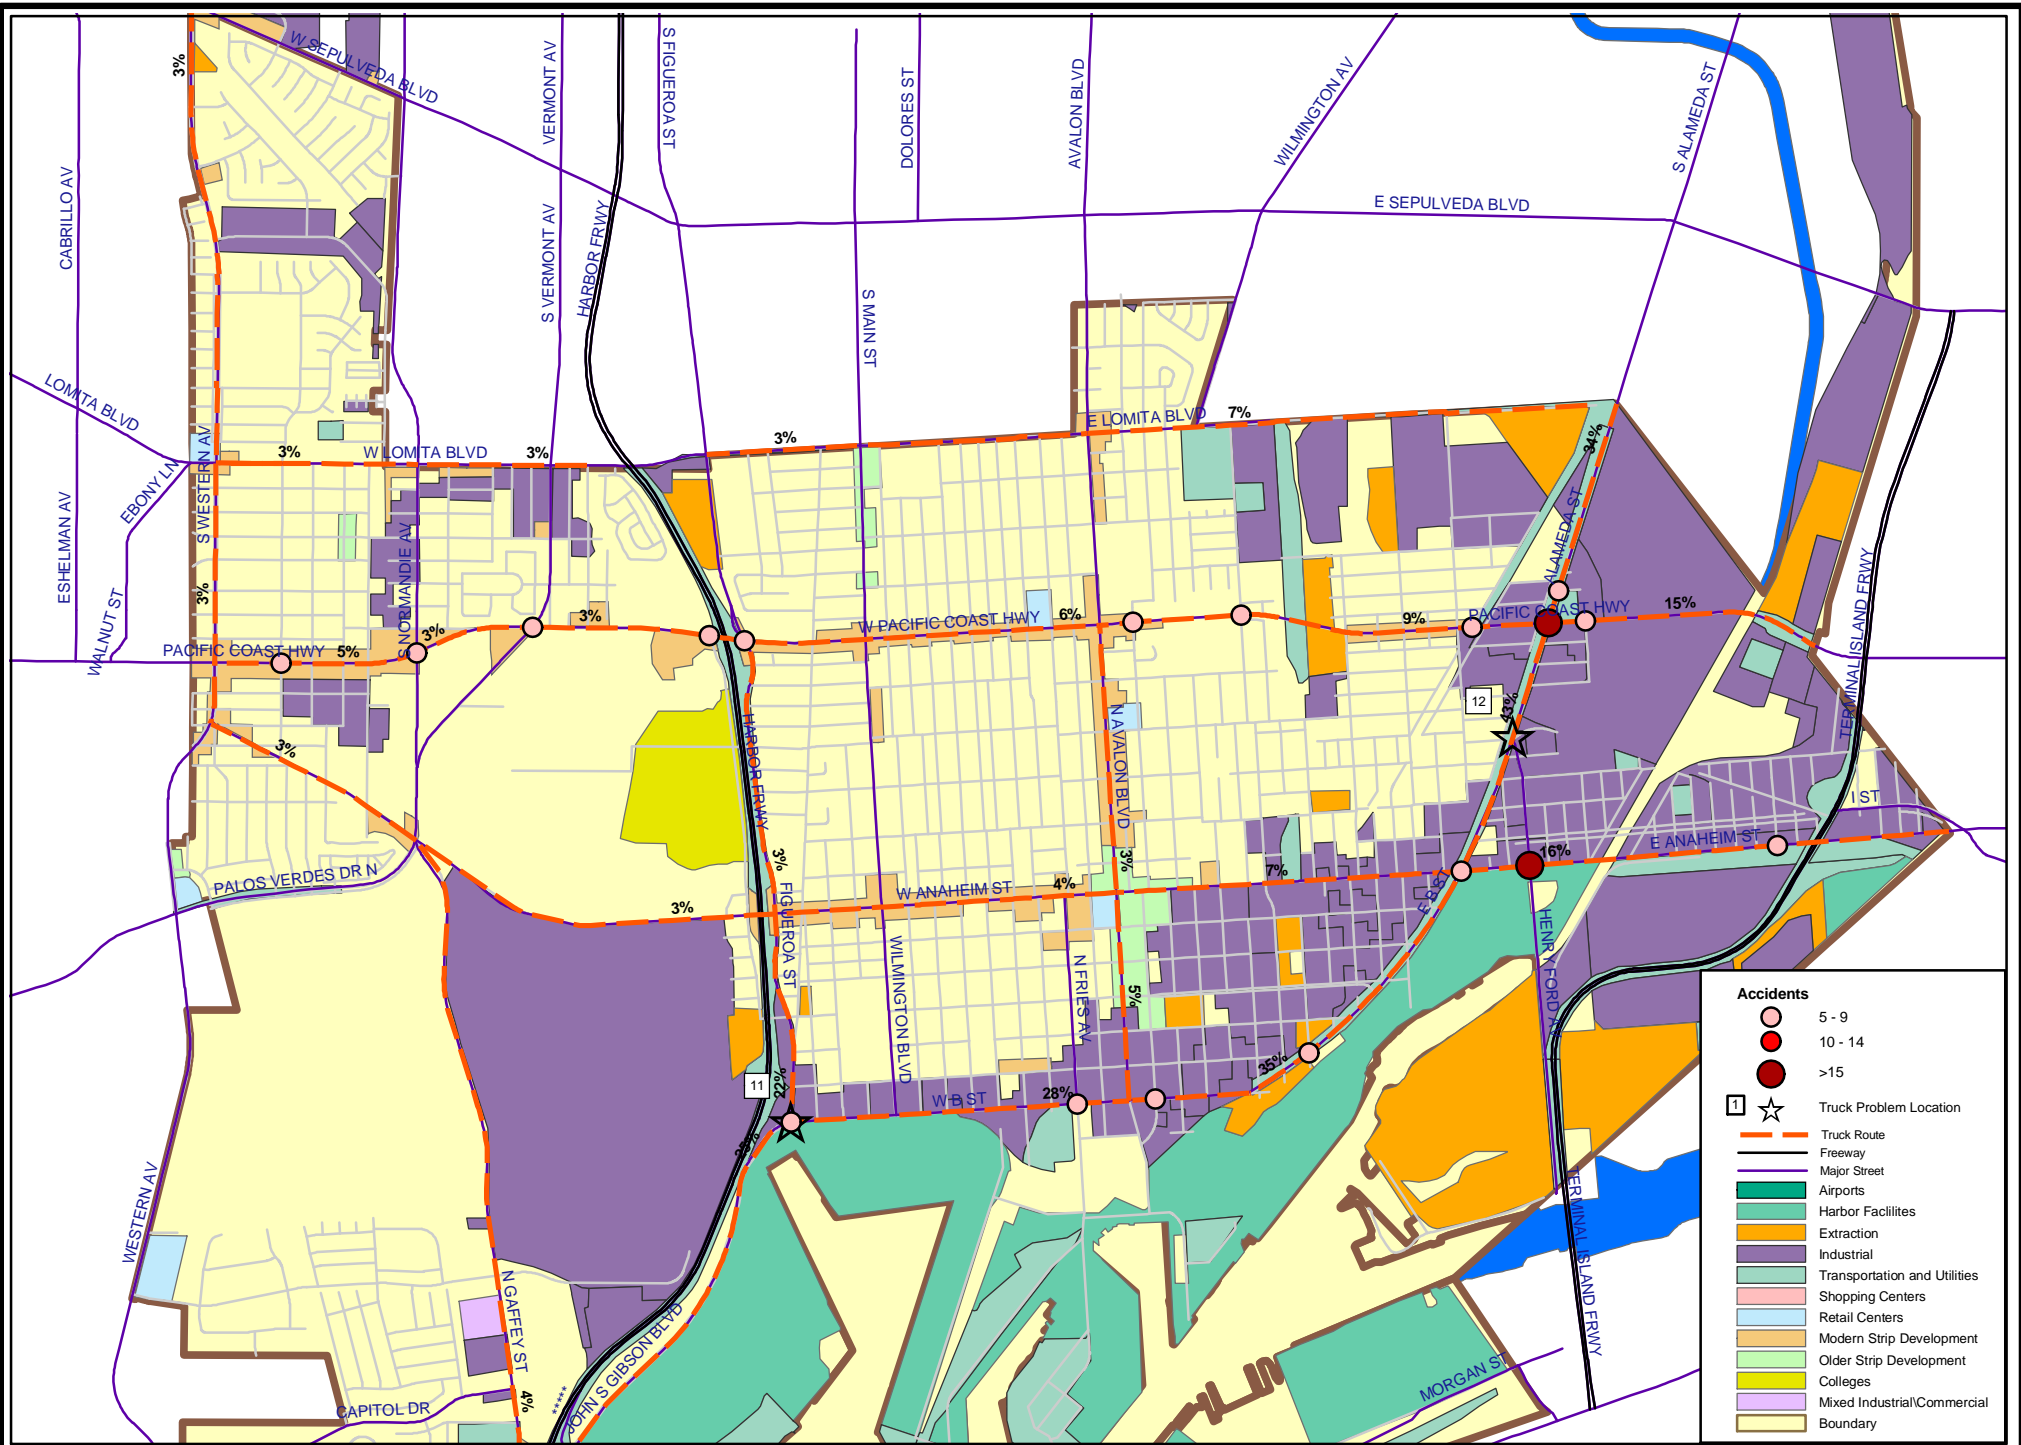 W SEPULVEDA BLVD
3%
VERMONT AV
S FIGUEROA ST
DOLORES ST
AVALON BLVD
WILMINGTON AV
S ALAMEDA ST
CABRILLO AV
S VERMONT AV
HARBOR FRWY
E SEPULVEDA BLVD
S MAIN ST
LOMITA BLVD
E LOMITA BLVD
7%
3%
34%
S WESTERN AV
3%
W LOMITA BLVD
3%
EBONY LN
ESHELMAN AV
S NORMANDIE AV
ALAMEDA ST
TERMINAL ISLAND FRWY
WALNUT ST
3%
3%
3%
W PACIFIC COAST HWY
6%
9%
PACIFIC COAST HWY
15%
PACIFIC COAST HWY
5%
12
43%
3%
HARBOR FRWY
N AVALON BLVD
I ST
3%
3%
7%
16%
E ANAHEIM ST
PALOS VERDES DR N
3%
W ANAHEIM ST
4%
E B ST
FIGUEROA ST
WILMINGTON BLVD
N FRIES AV
5%
HENRY FORD AV
11
22%
W B ST
28%
35%
25%
WESTERN AV
N GAFFEY ST
JOHN S GIBSON BLVD
TERMINAL ISLAND FRWY
MORGAN ST
CAPITOL DR
4%
*****
Accidents
5 - 9
10 - 14
>15
1
Truck Problem Location
Truck Route
Freeway
Major Street
Airports
Harbor Faclilites
Extraction
Industrial
Transportation and Utilities
Shopping Centers
Retail Centers
Modern Strip Development
Older Strip Development
Colleges
Mixed Industrial\Commercial
Boundary